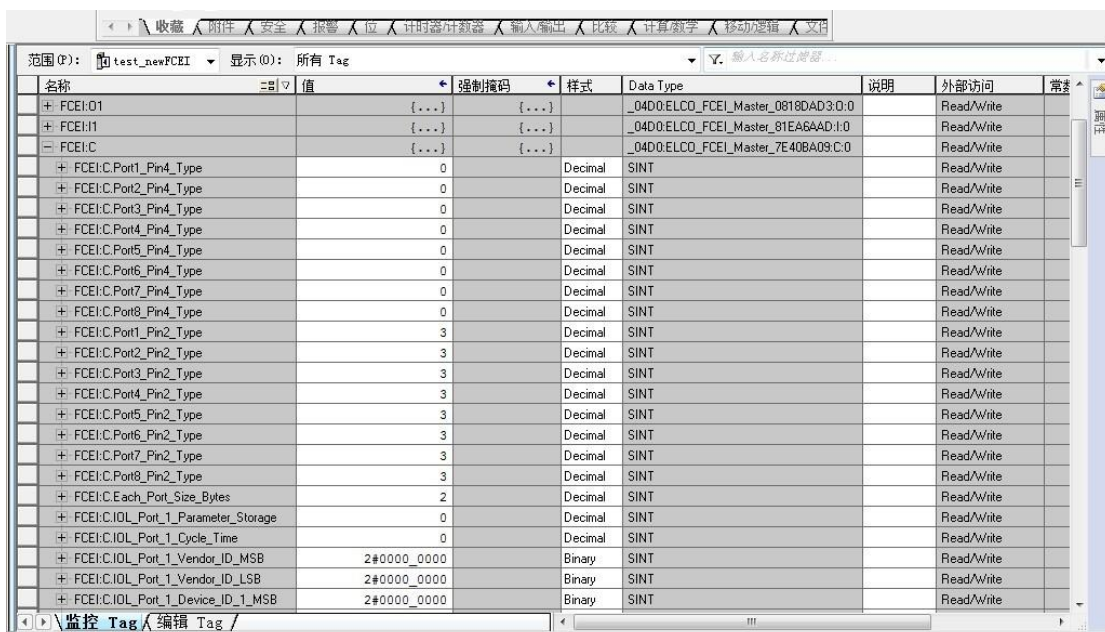 收藏 附件 安全 报警 位 计时器/计数器 输入/输出 比较 计算/数学 移动/逻辑 文件
范围(P): test_newFCEI 显示(O): 所有 Tag 输入名称过滤器...
名称 值 强制掩码 样式 Data Type 说明 外部访问 常数
FCEI:O1 {...} {...} _04D0:ELCO_FCEI_Master_0818DAD3:O:0 Read/Write
FCEI:I1 {...} {...} _04D0:ELCO_FCEI_Master_81EA6AAD:I:0 Read/Write
FCEI:C {...} {...} _04D0:ELCO_FCEI_Master_7E40BA09:C:0 Read/Write
FCEI:C.Port1_Pin4_Type 0 Decimal SINT Read/Write
FCEI:C.Port2_Pin4_Type 0 Decimal SINT Read/Write
FCEI:C.Port3_Pin4_Type 0 Decimal SINT Read/Write
FCEI:C.Port4_Pin4_Type 0 Decimal SINT Read/Write
FCEI:C.Port5_Pin4_Type 0 Decimal SINT Read/Write
FCEI:C.Port6_Pin4_Type 0 Decimal SINT Read/Write
FCEI:C.Port7_Pin4_Type 0 Decimal SINT Read/Write
FCEI:C.Port8_Pin4_Type 0 Decimal SINT Read/Write
FCEI:C.Port1_Pin2_Type 3 Decimal SINT Read/Write
FCEI:C.Port2_Pin2_Type 3 Decimal SINT Read/Write
FCEI:C.Port3_Pin2_Type 3 Decimal SINT Read/Write
FCEI:C.Port4_Pin2_Type 3 Decimal SINT Read/Write
FCEI:C.Port5_Pin2_Type 3 Decimal SINT Read/Write
FCEI:C.Port6_Pin2_Type 3 Decimal SINT Read/Write
FCEI:C.Port7_Pin2_Type 3 Decimal SINT Read/Write
FCEI:C.Port8_Pin2_Type 3 Decimal SINT Read/Write
FCEI:C.Each_Port_Size_Bytes 2 Decimal SINT Read/Write
FCEI:C.IOL_Port_1_Parameter_Storage 0 Decimal SINT Read/Write
FCEI:C.IOL_Port_1_Cycle_Time 0 Decimal SINT Read/Write
FCEI:C.IOL_Port_1_Vendor_ID_MSB 2#0000_0000 Binary SINT Read/Write
FCEI:C.IOL_Port_1_Vendor_ID_LSB 2#0000_0000 Binary SINT Read/Write
FCEI:C.IOL_Port_1_Device_ID_1_MSB 2#0000_0000 Binary SINT Read/Write
监控 Tag 编辑 Tag
属性